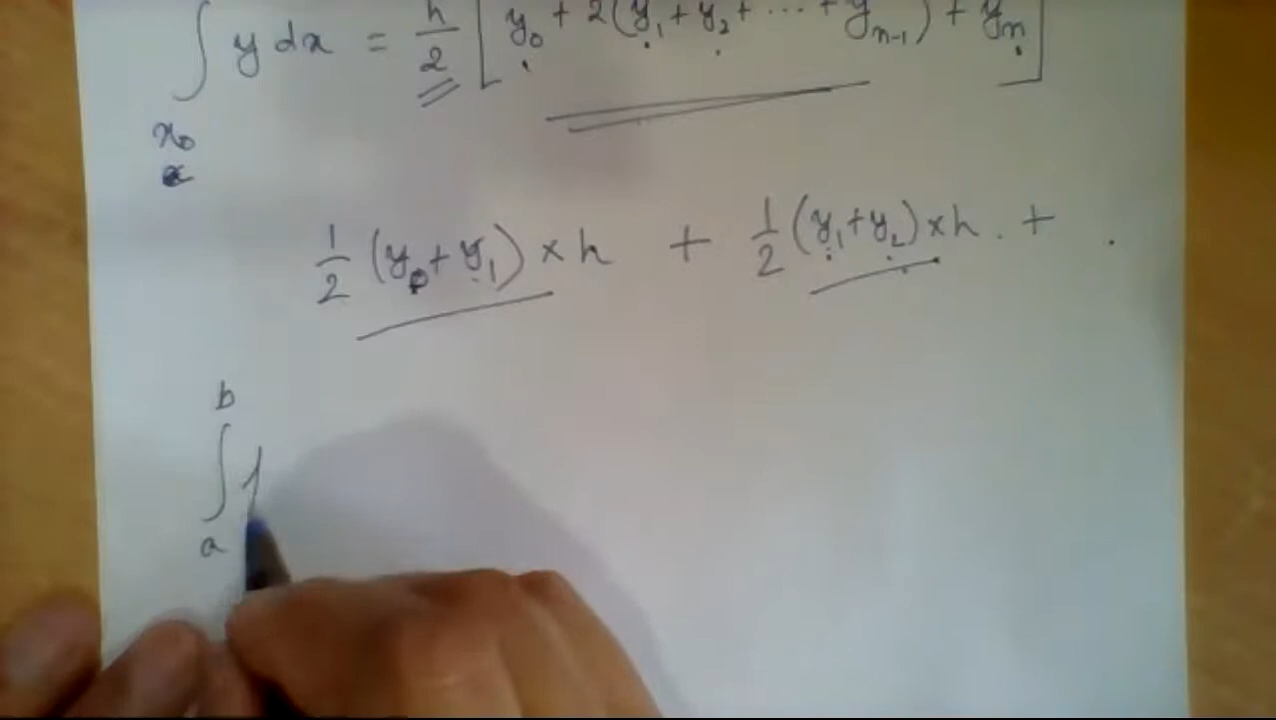 ∫ y dx = h/2 [ y₀ + 2(y₁ + y₂ + ··· + yₙ₋₁) + yₙ ]
x₀
1/2 (y₀ + y₁) × h + 1/2 (y₁ + y₂) × h . + .
b
∫
a